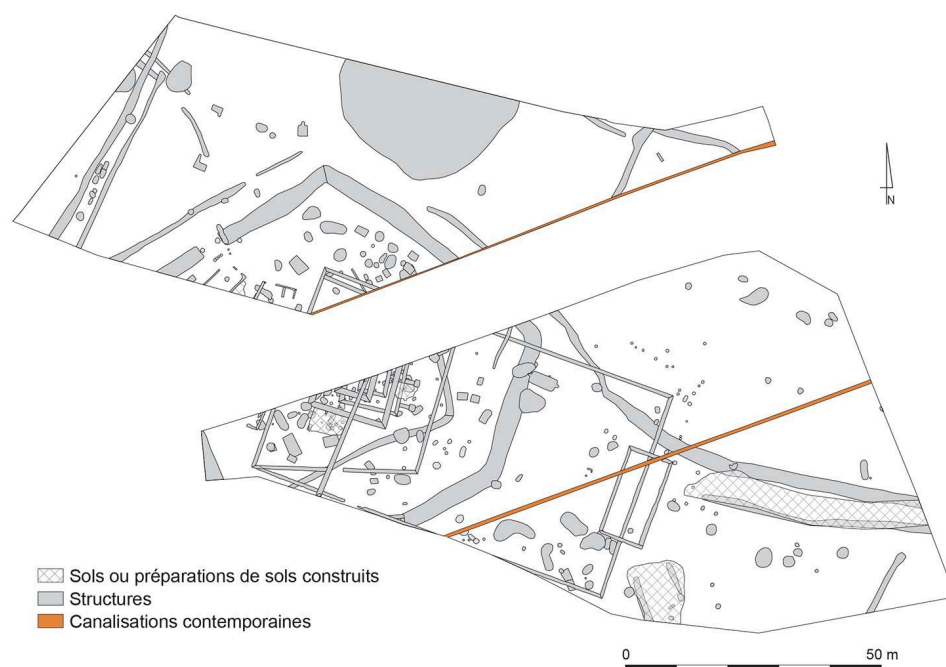 N
Sols ou préparations de sols construits
Structures
Canalisations contemporaines
0 50 m